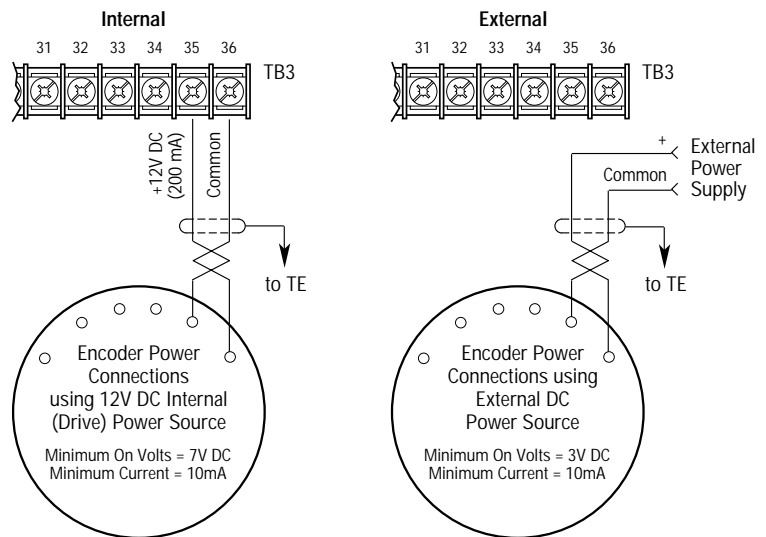 Internal
31 32 33 34 35 36
TB3
+12V DC
(200 mA)
Common
to TE
Encoder Power
Connections
using 12V DC Internal
(Drive) Power Source
Minimum On Volts = 7V DC
Minimum Current = 10mA
External
31 32 33 34 35 36
TB3
+
External
Power
Supply
Common
to TE
Encoder Power
Connections using
External DC
Power Source
Minimum On Volts = 3V DC
Minimum Current = 10mA